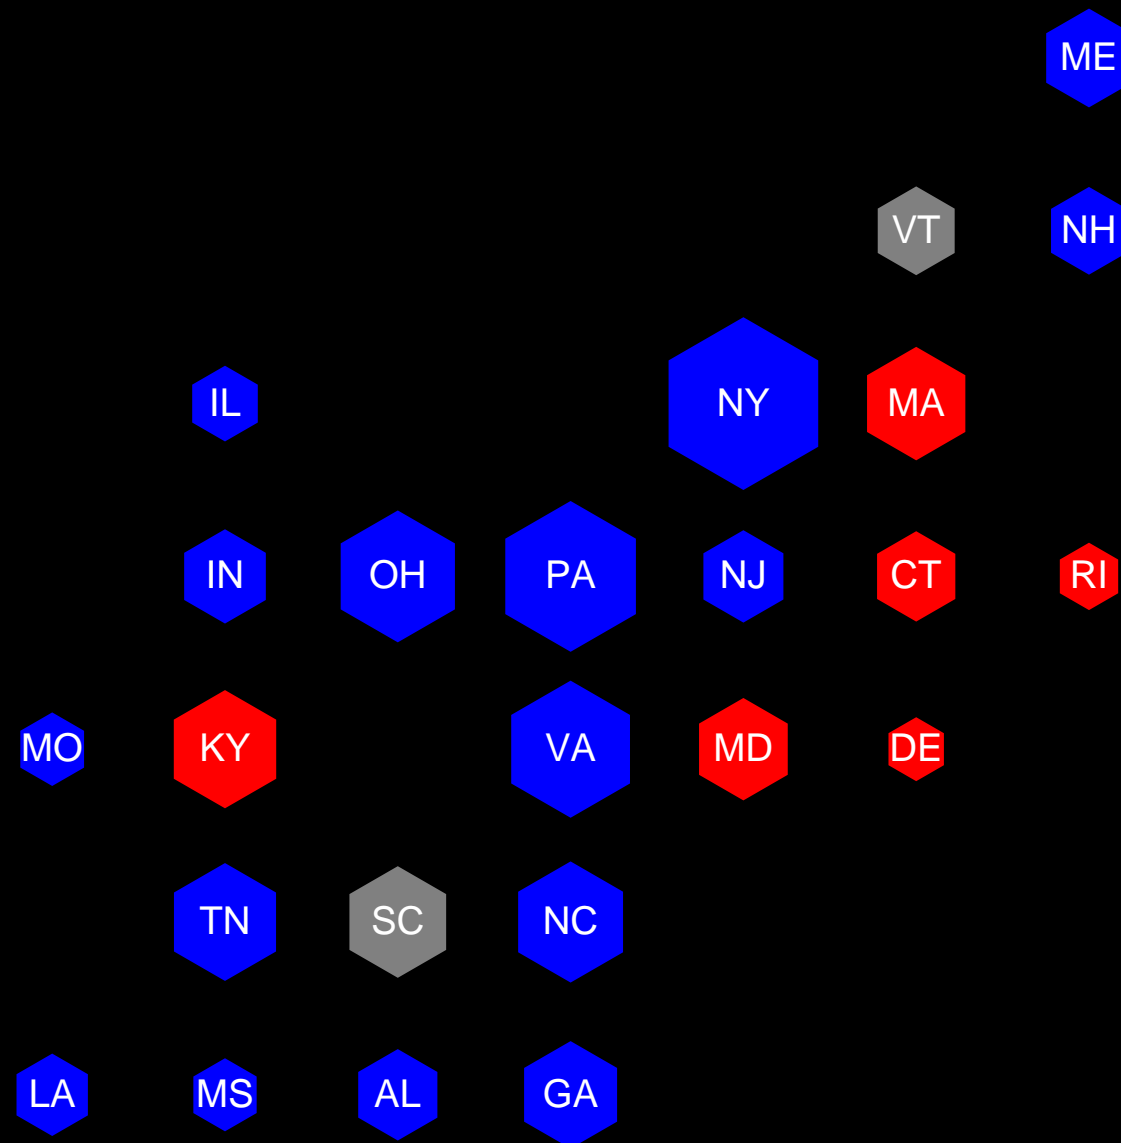 ME
VT NH
IL NY MA
IN OH PA NJ CT RI
MO KY VA MD DE
TN SC NC
LA MS AL GA